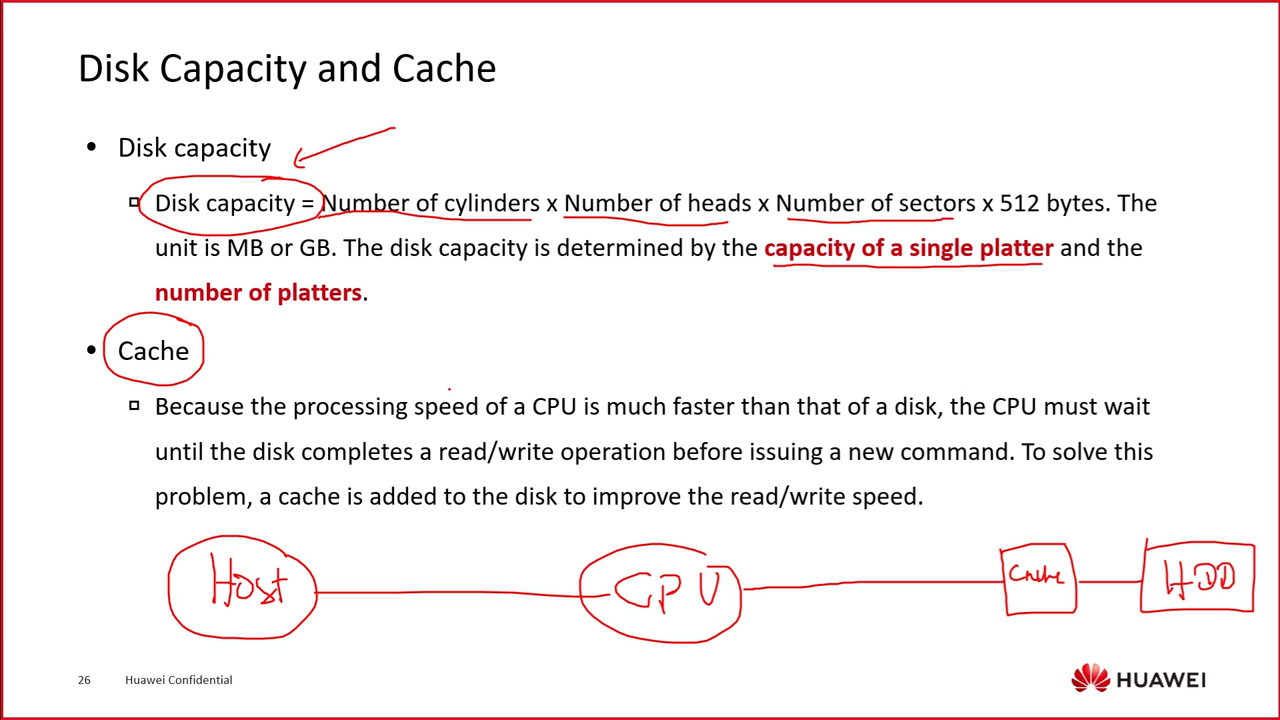 Disk Capacity and Cache
• Disk capacity
Disk capacity = Number of cylinders x Number of heads x Number of sectors x 512 bytes. The
unit is MB or GB. The disk capacity is determined by the capacity of a single platter and the
number of platters.
• Cache
Because the processing speed of a CPU is much faster than that of a disk, the CPU must wait
until the disk completes a read/write operation before issuing a new command. To solve this
problem, a cache is added to the disk to improve the read/write speed.
Host CPU Cache HDD
26 Huawei Confidential HUAWEI